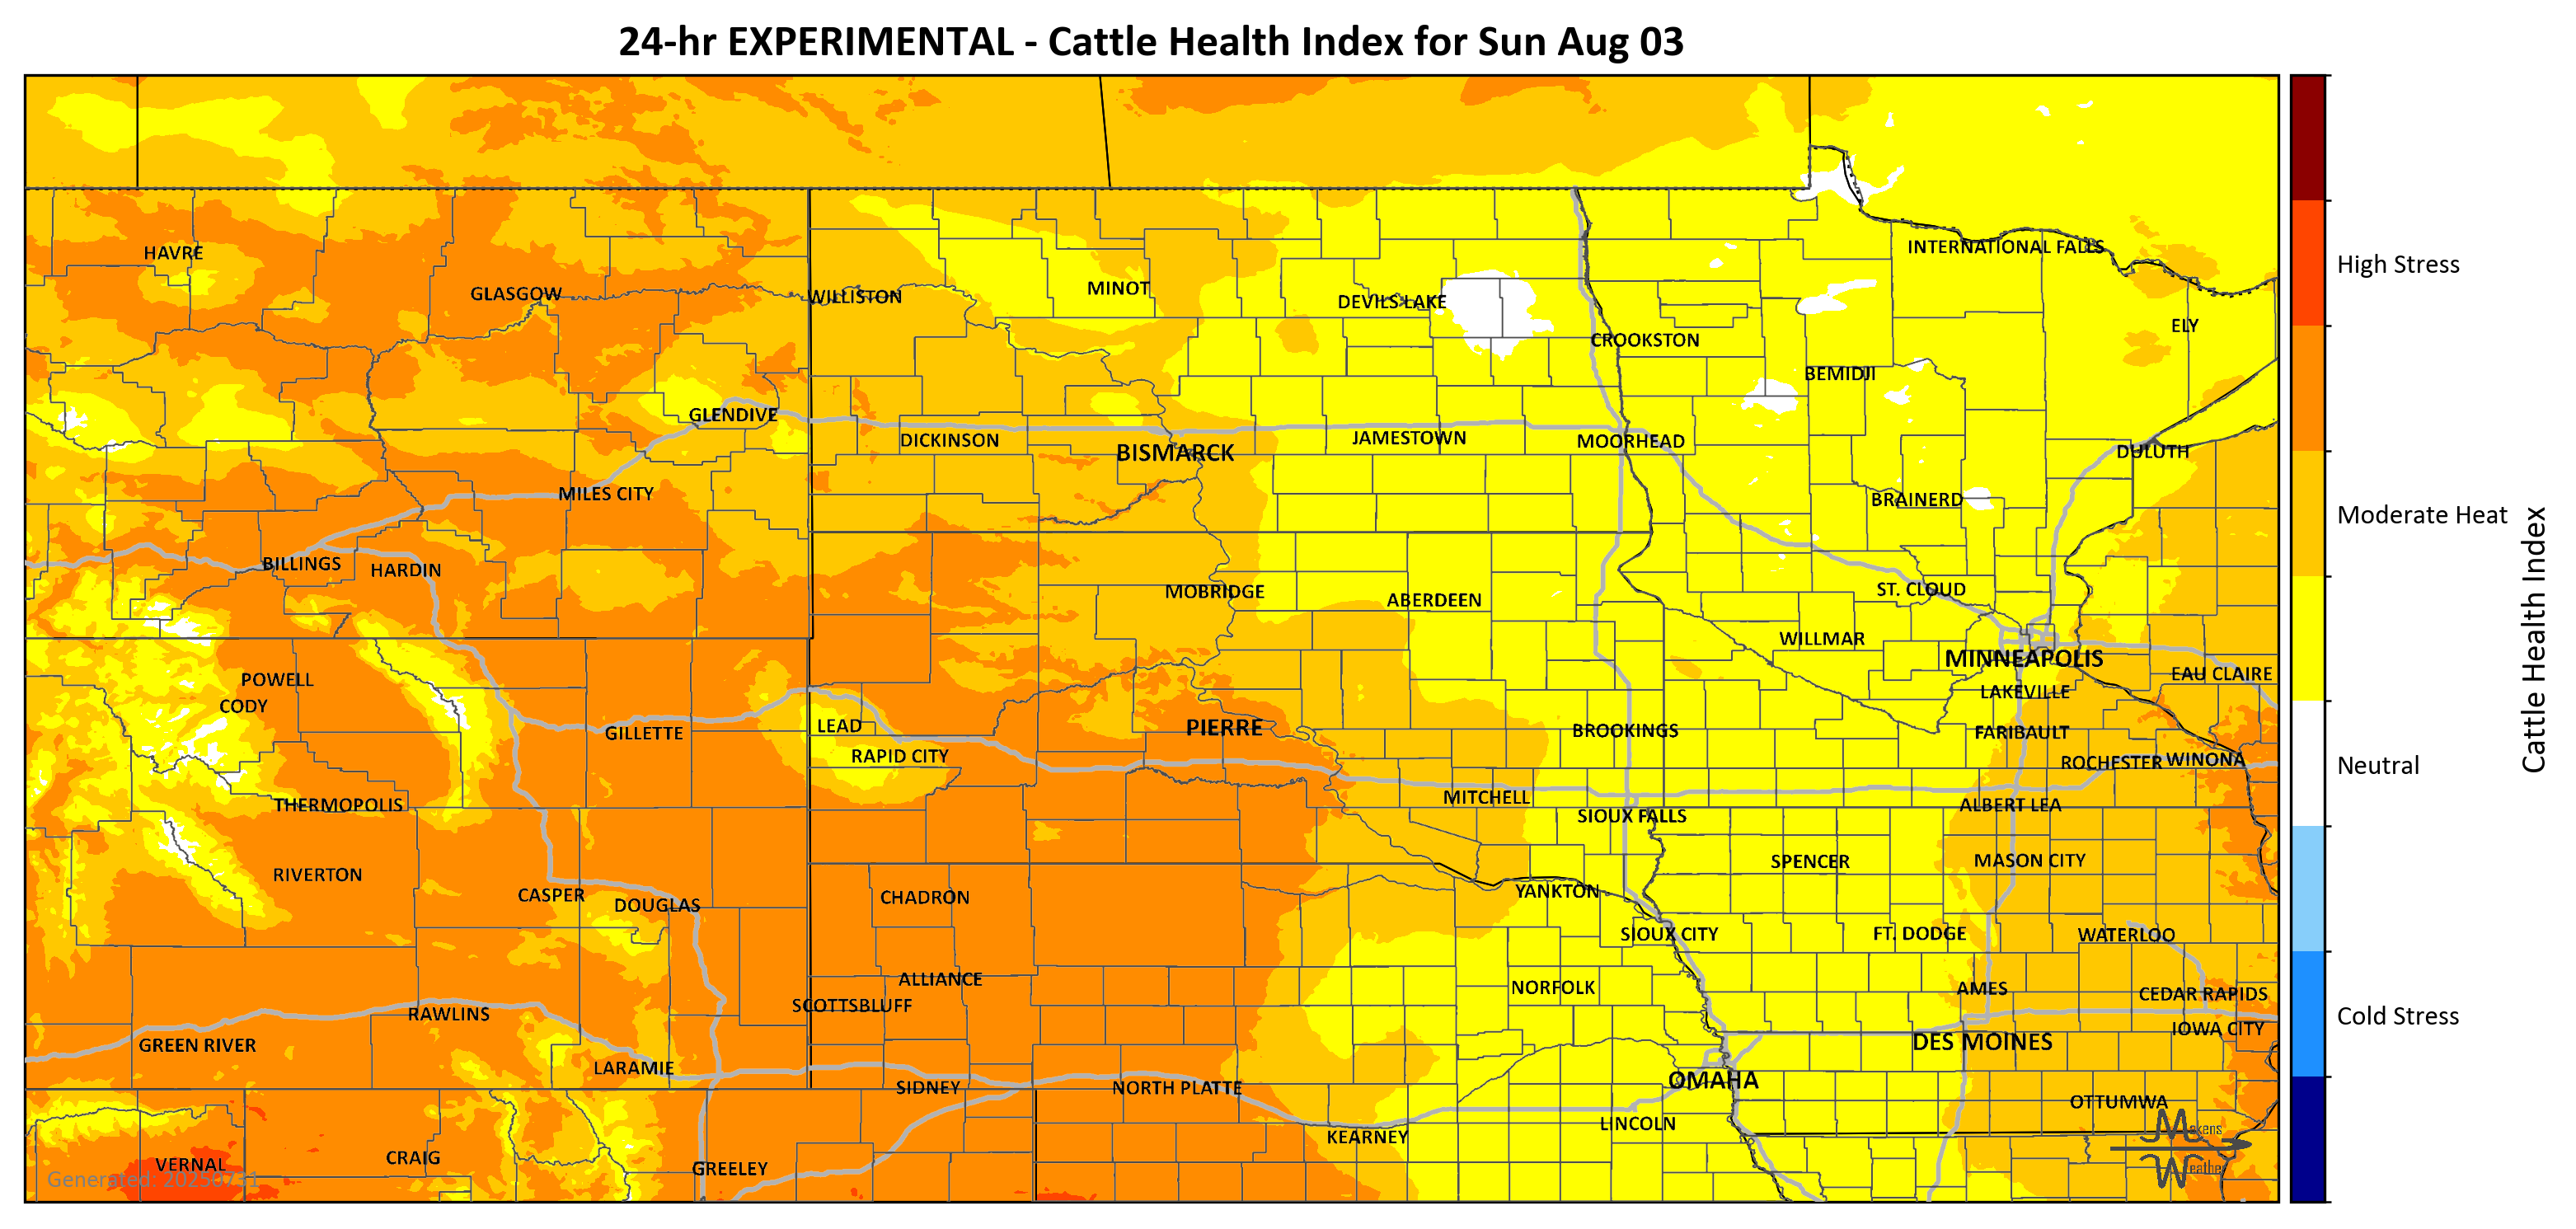 24-hr EXPERIMENTAL - Cattle Health Index for Sun Aug 03
HAVRE
INTERNATIONAL FALLS
GLASGOW
WILLISTON
MINOT
DEVILS LAKE
CROOKSTON
ELY
BEMIDJI
GLENDIVE
DICKINSON
BISMARCK
JAMESTOWN
MOORHEAD
DULUTH
MILES CITY
BRAINERD
BILLINGS
HARDIN
MOBRIDGE
ABERDEEN
ST. CLOUD
WILLMAR
MINNEAPOLIS
POWELL
EAU CLAIRE
LAKEVILLE
CODY
GILLETTE
LEAD
PIERRE
BROOKINGS
FARIBAULT
RAPID CITY
ROCHESTER
WINONA
THERMOPOLIS
MITCHELL
ALBERT LEA
SIOUX FALLS
RIVERTON
SPENCER
MASON CITY
CASPER
DOUGLAS
CHADRON
YANKTON
SIOUX CITY
FT. DODGE
WATERLOO
ALLIANCE
NORFOLK
AMES
CEDAR RAPIDS
SCOTTSBLUFF
RAWLINS
GREEN RIVER
DES MOINES
IOWA CITY
LARAMIE
SIDNEY
NORTH PLATTE
OMAHA
OTTUMWA
LINCOLN
KEARNEY
VERNAL
CRAIG
GREELEY
Generated: 20250731
Makens
Weather
High Stress
Moderate Heat
Neutral
Cold Stress
Cattle Health Index